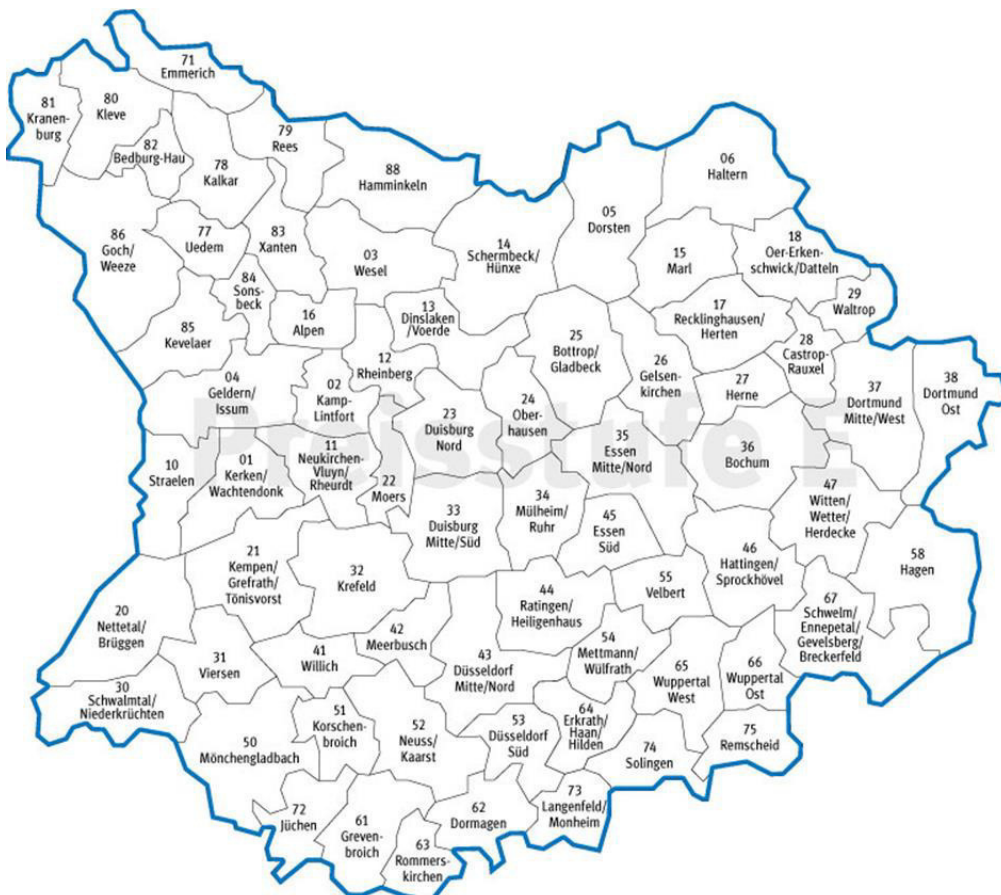 71
Emmerich
81
Kranen-
burg
80
Kleve
82
Bedburg-Hau
79
Rees
78
Kalkar
88
Hamminkeln
06
Haltern
05
Dorsten
86
Goch/
Weeze
77
Uedem
83
Xanten
03
Wesel
14
Schermbeck/
Hünxe
15
Marl
18
Oer-Erken-
schwick/Datteln
84
Sons-
beck
16
Alpen
13
Dinslaken
/Voerde
17
Recklinghausen/
Herten
29
Waltrop
85
Kevelaer
12
Rheinberg
25
Bottrop/
Gladbeck
26
Gelsen-
kirchen
28
Castrop-
Rauxel
27
Herne
37
Dortmund
Mitte/West
38
Dortmund
Ost
04
Geldern/
Issum
02
Kamp-
Lintfort
23
Duisburg
Nord
24
Ober-
hausen
Preisstufe E
35
Essen
Mitte/Nord
36
Bochum
10
Straelen
01
Kerken/
Wachtendonk
11
Neukirchen-
Vluyn/
Rheurdt
22
Moers
33
Duisburg
Mitte/Süd
34
Mülheim/
Ruhr
45
Essen
Süd
47
Witten/
Wetter/
Herdecke
21
Kempen/
Grefrath/
Tönisvorst
32
Krefeld
46
Hattingen/
Sprockhövel
58
Hagen
20
Nettetal/
Brüggen
44
Ratingen/
Heiligenhaus
55
Velbert
67
Schwelm/
Ennepetal/
Gevelsberg/
Breckerfeld
31
Viersen
41
Willich
42
Meerbusch
43
Düsseldorf
Mitte/Nord
54
Mettmann/
Wülfrath
65
Wuppertal
West
66
Wuppertal
Ost
30
Schwalmtal/
Niederkrüchten
50
Mönchengladbach
51
Korschen-
broich
52
Neuss/
Kaarst
53
Düsseldorf
Süd
64
Erkrath/
Haan/
Hilden
74
Solingen
75
Remscheid
72
Jüchen
61
Greven-
broich
62
Dormagen
63
Rommers-
kirchen
73
Langenfeld/
Monheim